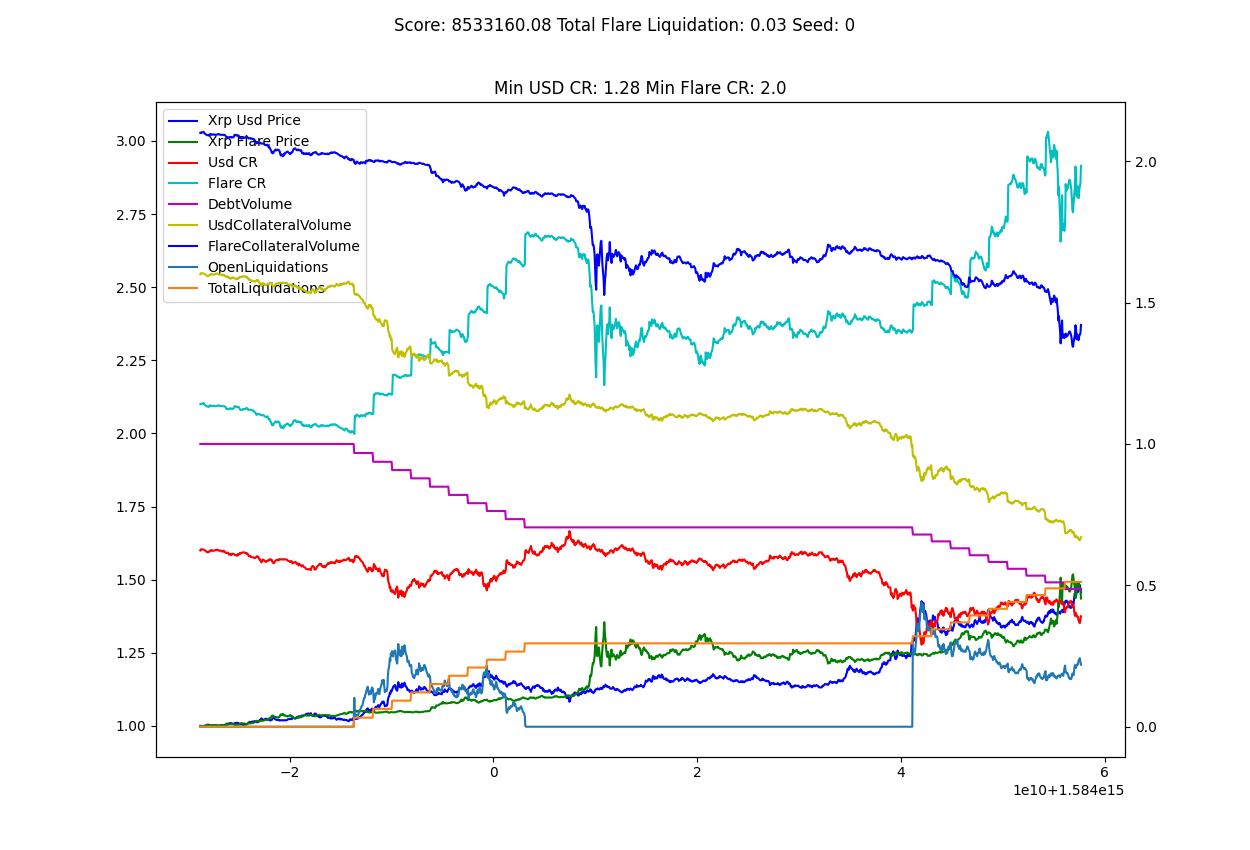 Score: 8533160.08 Total Flare Liquidation: 0.03 Seed: 0
Min USD CR: 1.28 Min Flare CR: 2.0
Xrp Usd Price
Xrp Flare Price
Usd CR
Flare CR
DebtVolume
UsdCollateralVolume
FlareCollateralVolume
OpenLiquidations
TotalLiquidations
3.00
2.75
2.50
2.25
2.00
1.75
1.50
1.25
1.00
2.0
1.5
1.0
0.5
0.0
−2 0 2 4 6
1e10+1.584e15